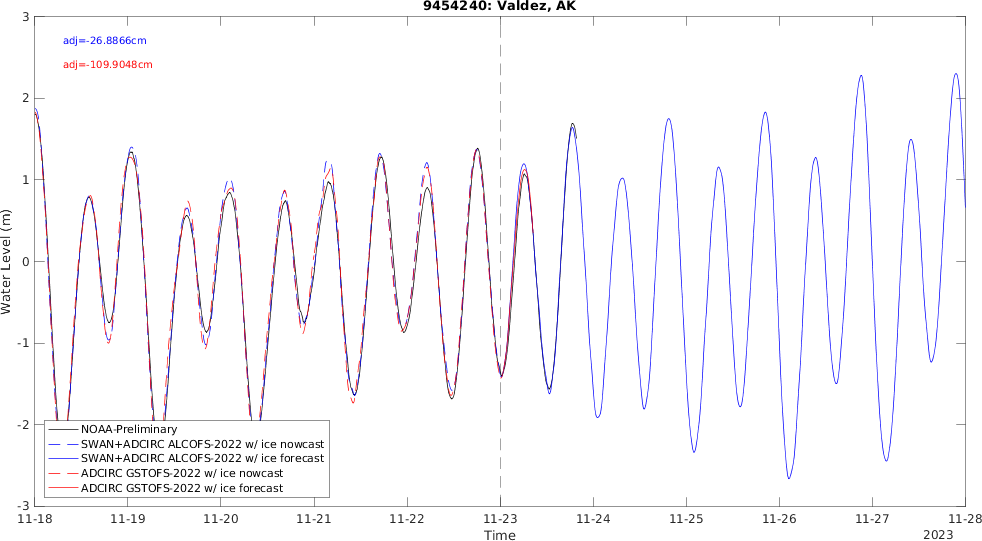 9454240: Valdez, AK
adj=-26.8866cm
adj=-109.9048cm
3
2
1
0
-1
-2
-3
Water Level (m)
NOAA-Preliminary
SWAN+ADCIRC ALCOFS-2022 w/ ice nowcast
SWAN+ADCIRC ALCOFS-2022 w/ ice forecast
ADCIRC GSTOFS-2022 w/ ice nowcast
ADCIRC GSTOFS-2022 w/ ice forecast
11-18 11-19 11-20 11-21 11-22 11-23 11-24 11-25 11-26 11-27 11-28
Time
2023